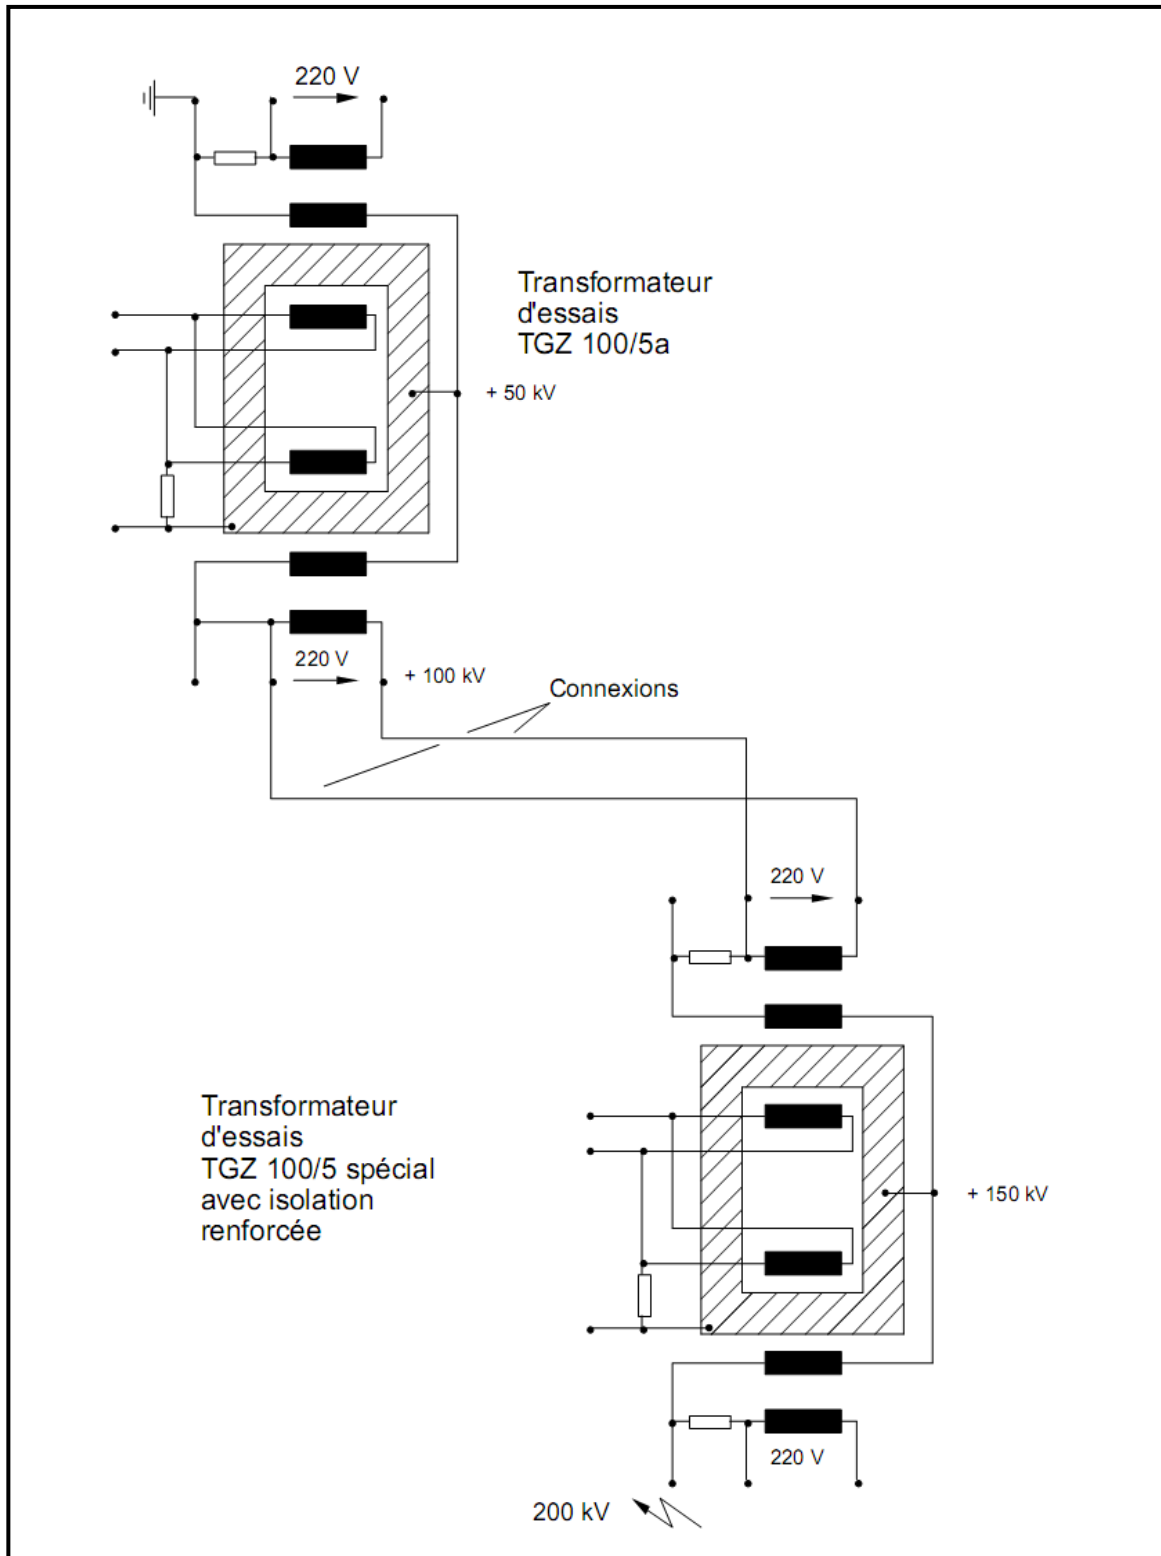 220 V
Transformateur
d'essais
TGZ 100/5a
+ 50 kV
220 V
+ 100 kV
Connexions
220 V
Transformateur
d'essais
TGZ 100/5 spécial
avec isolation
renforcée
+ 150 kV
220 V
200 kV